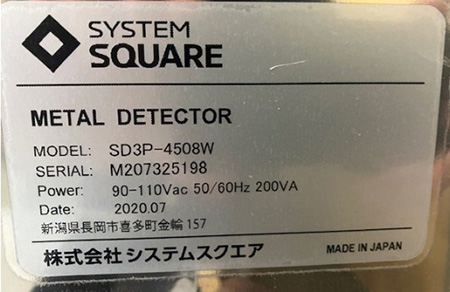 SYSTEM
SQUARE
METAL DETECTOR
MODEL: SD3P-4508W
SERIAL: M207325198
Power: 90-110Vac 50/60Hz 200VA
Date: 2020.07
新潟県長岡市喜多町金輪157
株式会社システムスクエア
MADE IN JAPAN